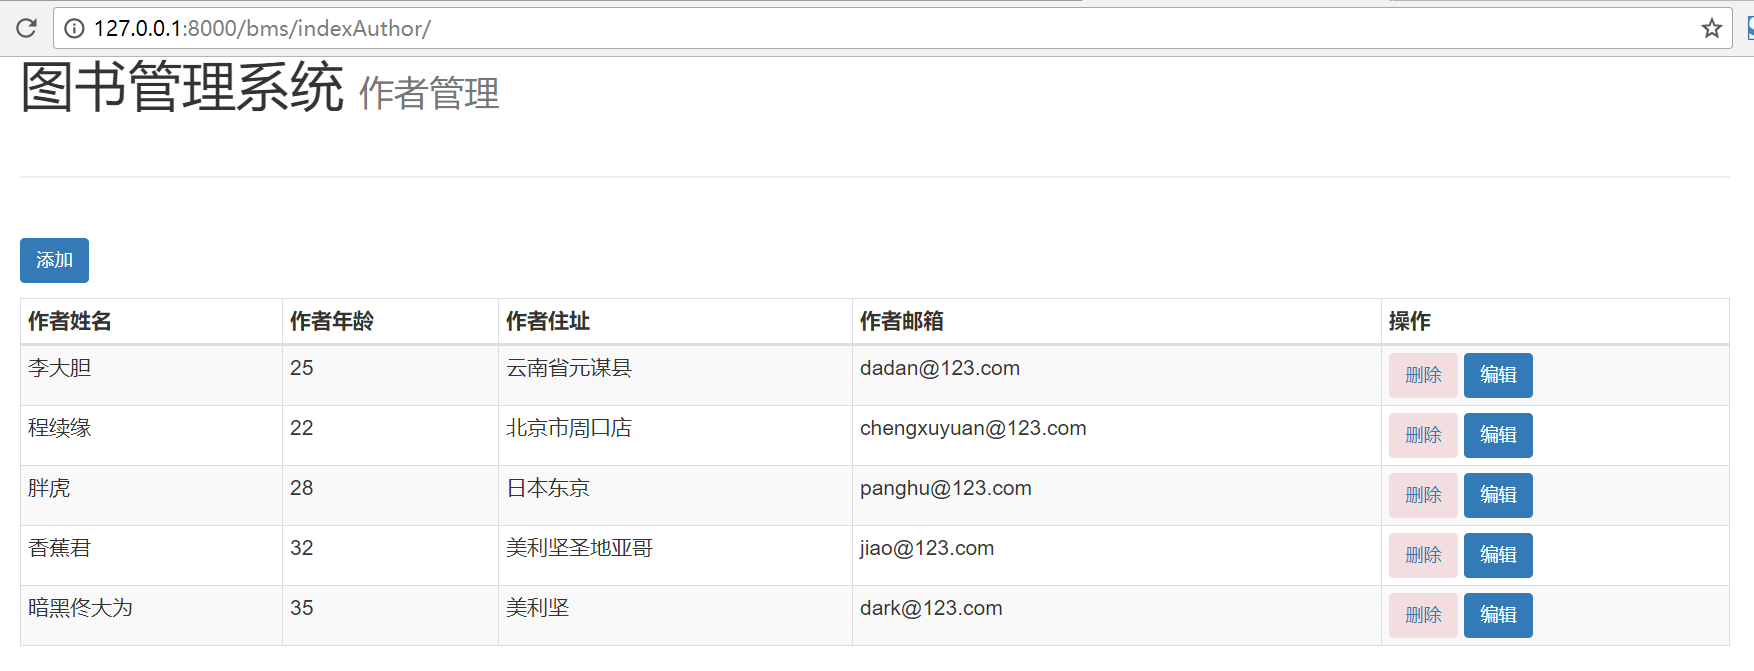 127.0.0.1:8000/bms/indexAuthor/
图书管理系统 作者管理
添加
作者姓名 作者年龄 作者住址 作者邮箱 操作
李大胆 25 云南省元谋县 dadan@123.com 删除 编辑
程续缘 22 北京市周口店 chengxuyuan@123.com 删除 编辑
胖虎 28 日本东京 panghu@123.com 删除 编辑
香蕉君 32 美利坚圣地亚哥 jiao@123.com 删除 编辑
暗黑佟大为 35 美利坚 dark@123.com 删除 编辑